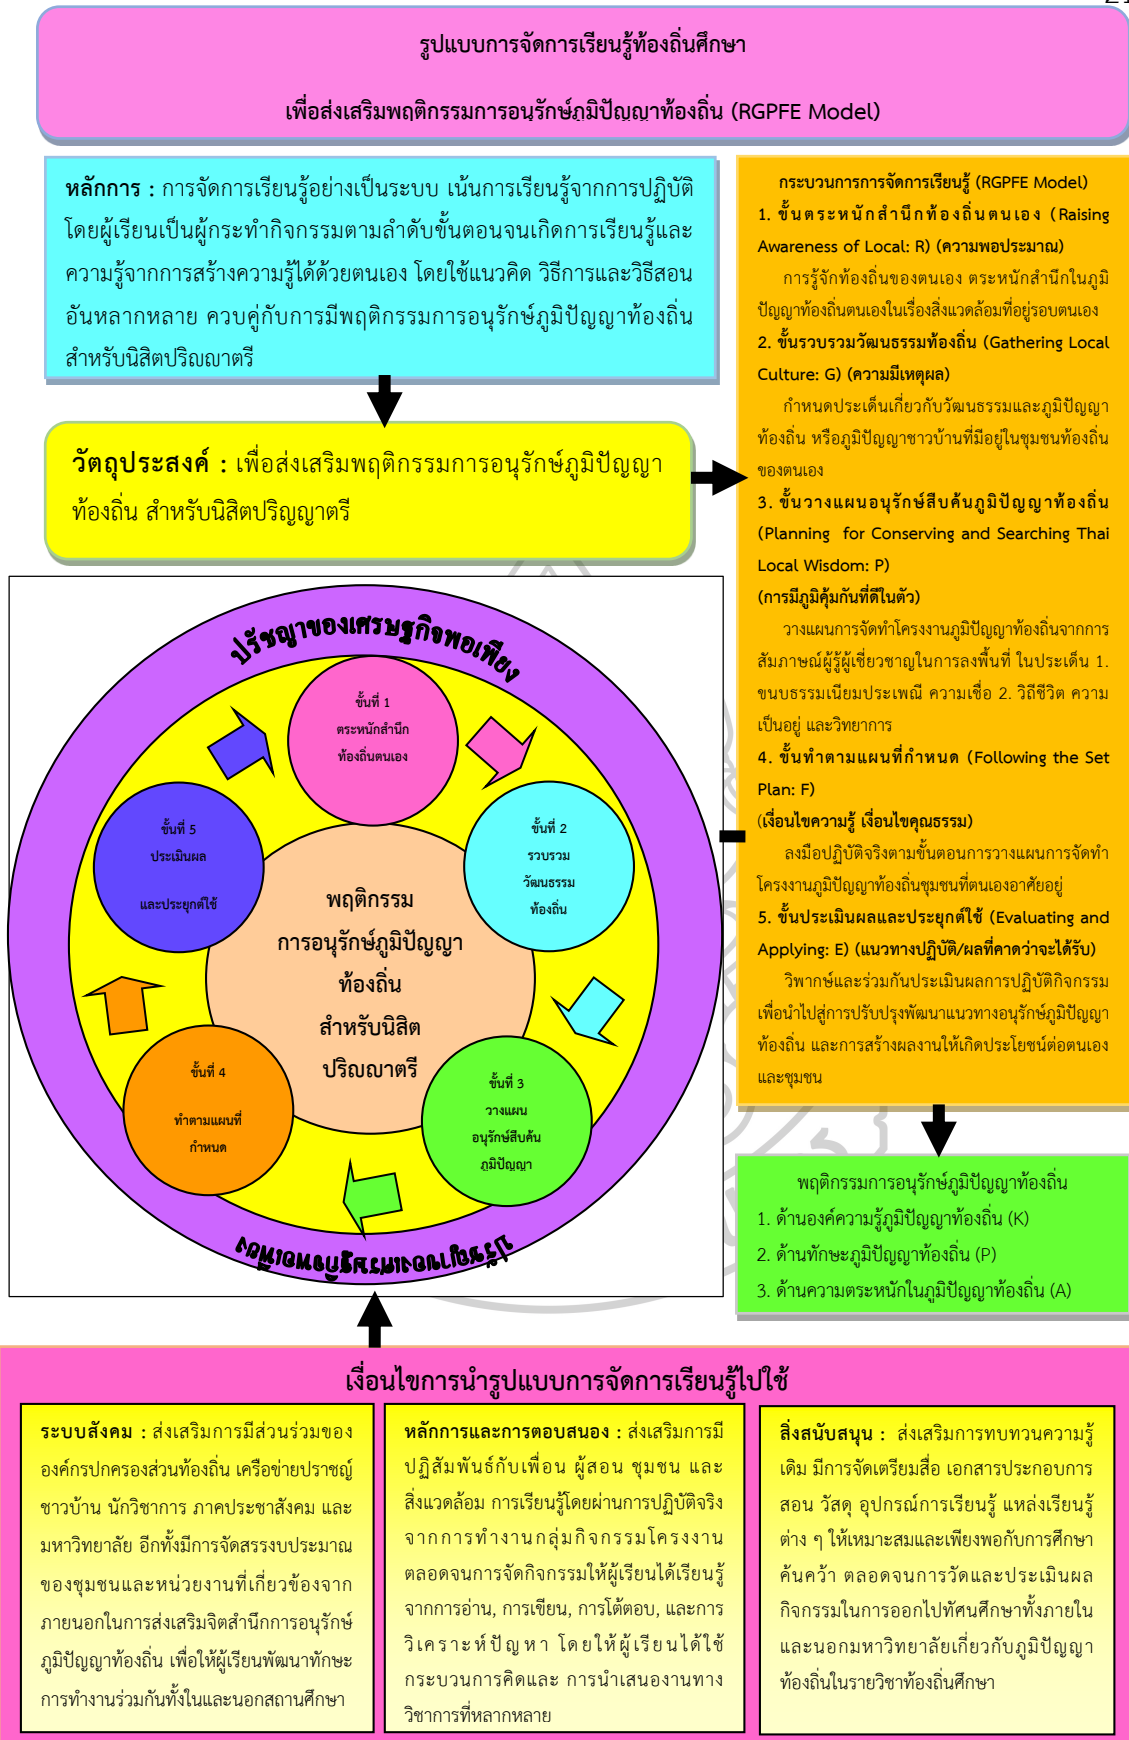 รูปแบบการจัดการเรียนรู้ท้องถิ่นศึกษา
เพื่อส่งเสริมพฤติกรรมการอนุรักษ์ภูมิปัญญาท้องถิ่น (RGPFE Model)
หลักการ : การจัดการเรียนรู้อย่างเป็นระบบ เน้นการเรียนรู้จากการปฏิบัติ
โดยผู้เรียนเป็นผู้กระทำกิจกรรมตามลำดับขั้นตอนจนเกิดการเรียนรู้และ
ความรู้จากการสร้างความรู้ได้ด้วยตนเอง โดยใช้แนวคิด วิธีการและวิธีสอน
อันหลากหลาย ควบคู่กับการมีพฤติกรรมการอนุรักษ์ภูมิปัญญาท้องถิ่น
สำหรับนิสิตปริญญาตรี
วัตถุประสงค์ : เพื่อส่งเสริมพฤติกรรมการอนุรักษ์ภูมิปัญญา
ท้องถิ่น สำหรับนิสิตปริญญาตรี
กระบวนการการจัดการเรียนรู้ (RGPFE Model)
1. ขั้นตระหนักสำนึกท้องถิ่นตนเอง (Raising
Awareness of Local: R) (ความพอประมาณ)
การรู้จักท้องถิ่นของตนเอง ตระหนักสำนึกในภูมิ
ปัญญาท้องถิ่นตนเองในเรื่องสิ่งแวดล้อมที่อยู่รอบตนเอง
2. ขั้นรวบรวมวัฒนธรรมท้องถิ่น (Gathering Local
Culture: G) (ความมีเหตุผล)
กำหนดประเด็นเกี่ยวกับวัฒนธรรมและภูมิปัญญา
ท้องถิ่น หรือภูมิปัญญาชาวบ้านที่มีอยู่ในชุมชนท้องถิ่น
ของตนเอง
3. ขั้นวางแผนอนุรักษ์สืบค้นภูมิปัญญาท้องถิ่น
(Planning for Conserving and Searching Thai
Local Wisdom: P)
(การมีภูมิคุ้มกันที่ดีในตัว)
วางแผนการจัดทำโครงงานภูมิปัญญาท้องถิ่นจากการ
สัมภาษณ์ผู้รู้ผู้เชี่ยวชาญในการลงพื้นที่ ในประเด็น 1.
ขนบธรรมเนียมประเพณี ความเชื่อ 2. วิถีชีวิต ความ
เป็นอยู่ และวิทยาการ
4. ขั้นทำตามแผนที่กำหนด (Following the Set
Plan: F)
(เงื่อนไขความรู้ เงื่อนไขคุณธรรม)
ลงมือปฏิบัติจริงตามขั้นตอนการวางแผนการจัดทำ
โครงงานภูมิปัญญาท้องถิ่นชุมชนที่ตนเองอาศัยอยู่
5. ขั้นประเมินผลและประยุกต์ใช้ (Evaluating and
Applying: E) (แนวทางปฏิบัติ/ผลที่คาดว่าจะได้รับ)
วิพากษ์และร่วมกันประเมินผลการปฏิบัติกิจกรรม
เพื่อนำไปสู่การปรับปรุงพัฒนาแนวทางอนุรักษ์ภูมิปัญญา
ท้องถิ่น และการสร้างผลงานให้เกิดประโยชน์ต่อตนเอง
และชุมชน
ปรัชญาของเศรษฐกิจพอเพียง
ขั้นที่ 1
ตระหนักสำนึก
ท้องถิ่นตนเอง
ขั้นที่ 2
รวบรวม
วัฒนธรรม
ท้องถิ่น
ขั้นที่ 3
วางแผน
อนุรักษ์สืบค้น
ภูมิปัญญา
ขั้นที่ 4
ทำตามแผนที่
กำหนด
ขั้นที่ 5
ประเมินผล
และประยุกต์ใช้
พฤติกรรม
การอนุรักษ์ภูมิปัญญา
ท้องถิ่น
สำหรับนิสิต
ปริญญาตรี
ปรัชญาของเศรษฐกิจพอเพียง
พฤติกรรมการอนุรักษ์ภูมิปัญญาท้องถิ่น
1. ด้านองค์ความรู้ภูมิปัญญาท้องถิ่น (K)
2. ด้านทักษะภูมิปัญญาท้องถิ่น (P)
3. ด้านความตระหนักในภูมิปัญญาท้องถิ่น (A)
เงื่อนไขการนำรูปแบบการจัดการเรียนรู้ไปใช้
ระบบสังคม : ส่งเสริมการมีส่วนร่วมของ
องค์กรปกครองส่วนท้องถิ่น เครือข่ายปราชญ์
ชาวบ้าน นักวิชาการ ภาคประชาสังคม และ
มหาวิทยาลัย อีกทั้งมีการจัดสรรงบประมาณ
ของชุมชนและหน่วยงานที่เกี่ยวข้องจาก
ภายนอกในการส่งเสริมจิตสำนึกการอนุรักษ์
ภูมิปัญญาท้องถิ่น เพื่อให้ผู้เรียนพัฒนาทักษะ
การทำงานร่วมกันทั้งในและนอกสถานศึกษา
หลักการและการตอบสนอง : ส่งเสริมการมี
ปฏิสัมพันธ์กับเพื่อน ผู้สอน ชุมชน และ
สิ่งแวดล้อม การเรียนรู้โดยผ่านการปฏิบัติจริง
จากการทำงานกลุ่มกิจกรรมโครงงาน
ตลอดจนการจัดกิจกรรมให้ผู้เรียนได้เรียนรู้
จากการอ่าน, การเขียน, การโต้ตอบ, และการ
วิเคราะห์ปัญหา โดยให้ผู้เรียนได้ใช้
กระบวนการคิดและ การนำเสนองานทาง
วิชาการที่หลากหลาย
สิ่งสนับสนุน : ส่งเสริมการทบทวนความรู้
เดิม มีการจัดเตรียมสื่อ เอกสารประกอบการ
สอน วัสดุ อุปกรณ์การเรียนรู้ แหล่งเรียนรู้
ต่าง ๆ ให้เหมาะสมและเพียงพอกับการศึกษา
ค้นคว้า ตลอดจนการวัดและประเมินผล
กิจกรรมในการออกไปทัศนศึกษาทั้งภายใน
และนอกมหาวิทยาลัยเกี่ยวกับภูมิปัญญา
ท้องถิ่นในรายวิชาท้องถิ่นศึกษา